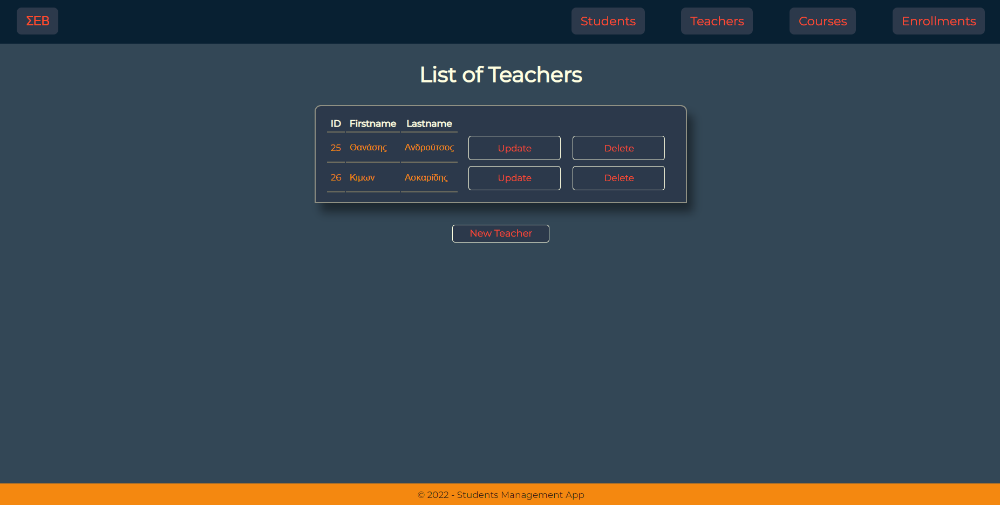 ΣΕΒ Students Teachers Courses Enrollments
List of Teachers
ID Firstname Lastname
25 Θανάσης Ανδρούτσος Update Delete
26 Κιμων Ασκαρίδης Update Delete
New Teacher
© 2022 - Students Management App